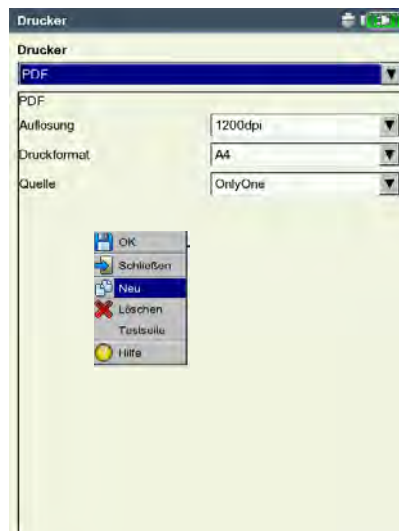 Drucker
Drucker
PDF
PDF
Auflosung 1200dpi
Druckformat A4
Quelle OnlyOne
OK
Schließen
Neu
Löschen
Testseite
Hilfe